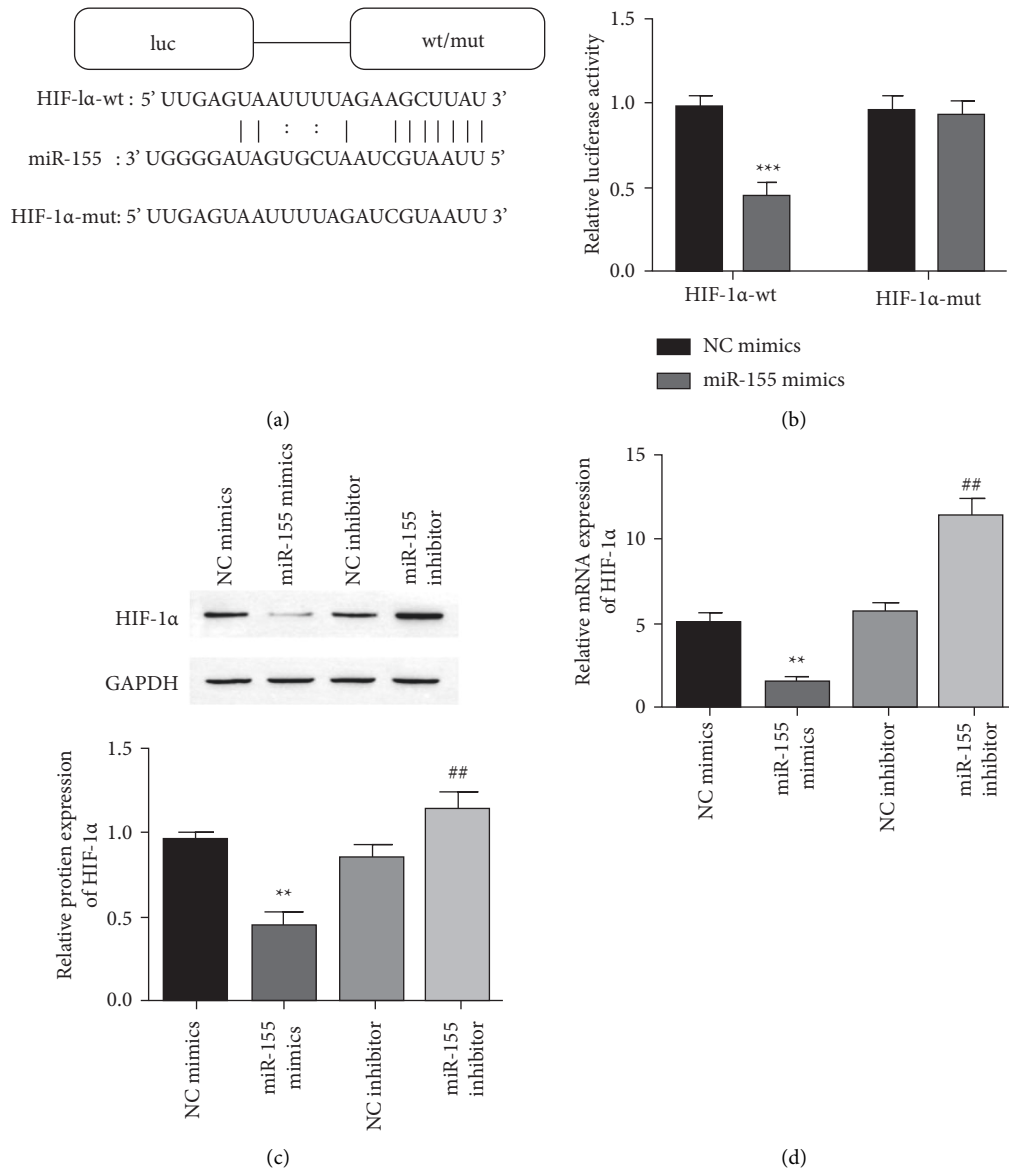 luc
wt/mut
HIF-lα-wt : 5’ UUGAGUAAUUUUAGAAGCUUAU 3’
| | : : | | | | | | | |
miR-155 : 3’ UGGGGAUAGUGCUAAUCGUAAUU 5’
HIF-1α-mut: 5’ UUGAGUAAUUUUAGAUCGUAAUU 3’
(a)
Relative luciferase activity
1.5
1.0
0.5
0.0
***
HIF-1α-wt
HIF-1α-mut
NC mimics
miR-155 mimics
(b)
NC mimics
miR-155 mimics
NC inhibitor
miR-155
inhibitor
HIF-1α
GAPDH
Relative protien expression
of HIF-1α
1.5
1.0
0.5
0.0
**
##
NC mimics
miR-155
mimics
NC inhibitor
miR-155
inhibitor
(c)
Relative mRNA expression
of HIF-1α
15
10
5
0
**
##
NC mimics
miR-155
mimics
NC inhibitor
miR-155
inhibitor
(d)